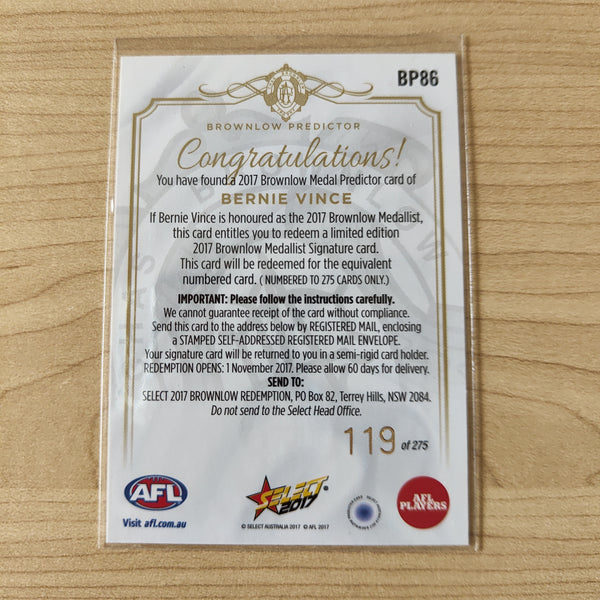 BP86
BROWNLOW PREDICTOR
Congratulations!
You have found a 2017 Brownlow Medal Predictor card of
BERNIE VINCE
If Bernie Vince is honoured as the 2017 Brownlow Medallist,
this card entitles you to redeem a limited edition
2017 Brownlow Medallist Signature card.
This card will be redeemed for the equivalent
numbered card. ( NUMBERED TO 275 CARDS ONLY.)
IMPORTANT: Please follow the instructions carefully.
We cannot guarantee receipt of the card without compliance.
Send this card to the address below by REGISTERED MAIL, enclosing
a STAMPED SELF-ADDRESSED REGISTERED MAIL ENVELOPE.
Your signature card will be returned to you in a semi-rigid card holder.
REDEMPTION OPENS: 1 November 2017. Please allow 60 days for delivery.
SEND TO:
SELECT 2017 BROWNLOW REDEMPTION, PO Box 82, Terrey Hills, NSW 2084.
Do not send to the Select Head Office.
119 of 275
AFL
Visit afl.com.au
SELECT
2017
© SELECT AUSTRALIA 2017 © AFL 2017
AFL
PLAYERS